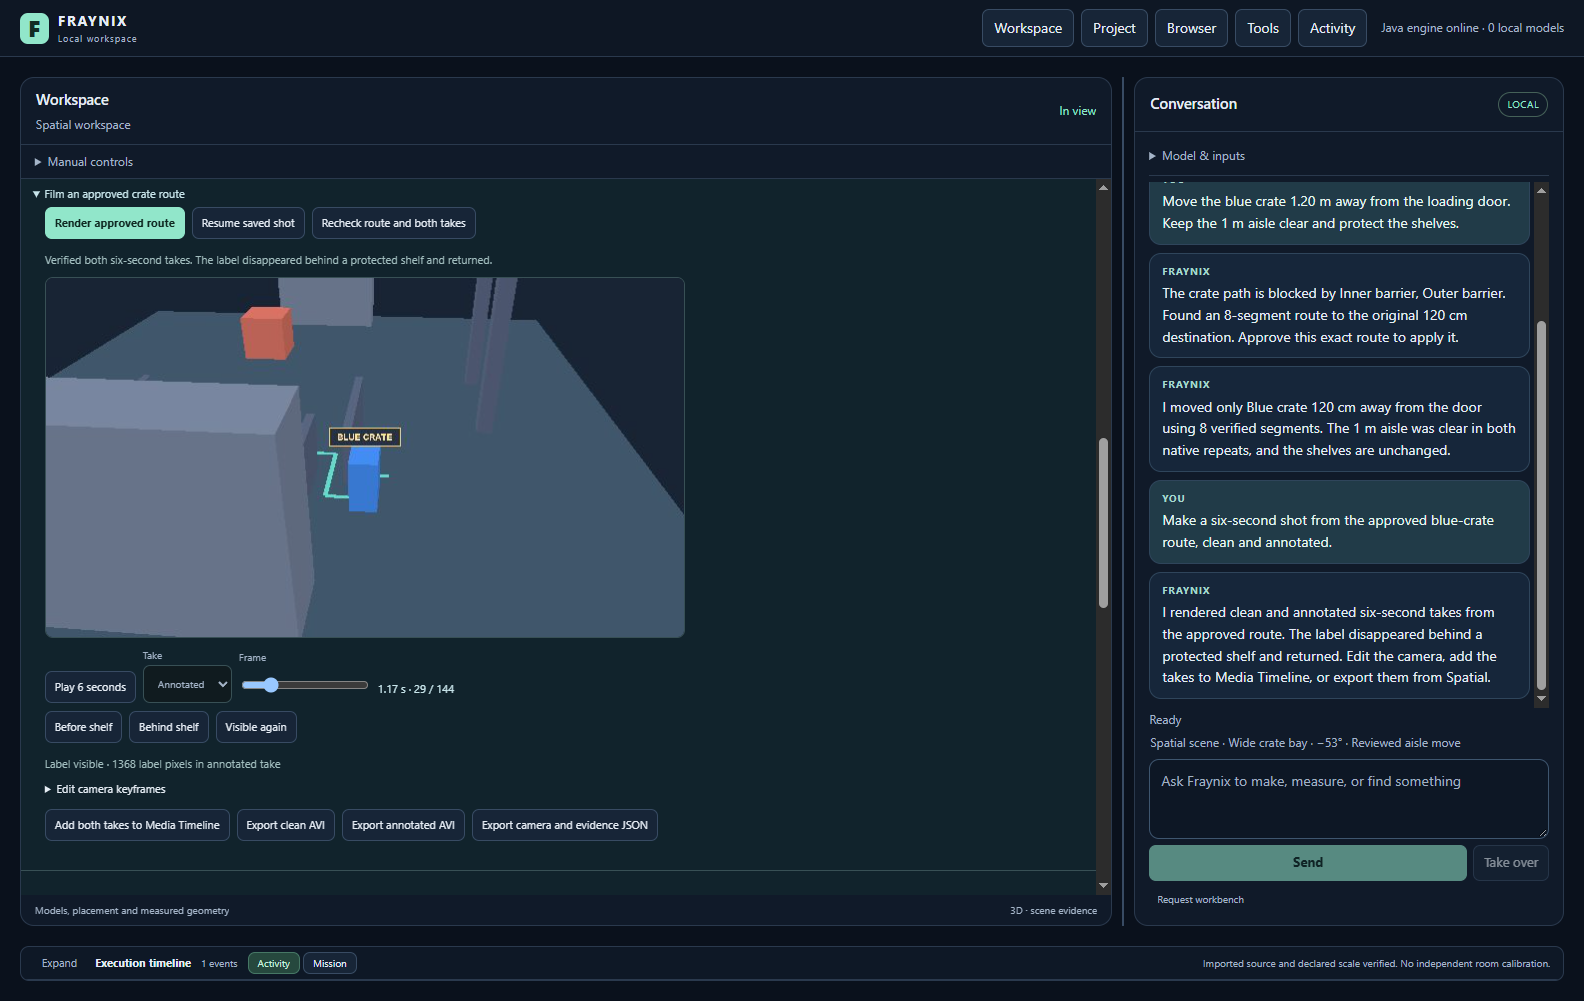 F FRAYNIX
Local workspace
Workspace Project Browser Tools Activity Java engine online · 0 local models
Workspace
Spatial workspace
In view
▶ Manual controls
▼ Film an approved crate route
Render approved route Resume saved shot Recheck route and both takes
Verified both six-second takes. The label disappeared behind a protected shelf and returned.
BLUE CRATE
Take
Frame
Play 6 seconds Annotated 1.17 s · 29 / 144
Before shelf Behind shelf Visible again
Label visible · 1368 label pixels in annotated take
▶ Edit camera keyframes
Add both takes to Media Timeline Export clean AVI Export annotated AVI Export camera and evidence JSON
Models, placement and measured geometry
3D · scene evidence
Conversation
LOCAL
▶ Model & inputs
Move the blue crate 1.20 m away from the loading door.
Keep the 1 m aisle clear and protect the shelves.
FRAYNIX
The crate path is blocked by Inner barrier, Outer barrier.
Found an 8-segment route to the original 120 cm
destination. Approve this exact route to apply it.
FRAYNIX
I moved only Blue crate 120 cm away from the door
using 8 verified segments. The 1 m aisle was clear in both
native repeats, and the shelves are unchanged.
YOU
Make a six-second shot from the approved blue-crate
route, clean and annotated.
FRAYNIX
I rendered clean and annotated six-second takes from
the approved route. The label disappeared behind a
protected shelf and returned. Edit the camera, add the
takes to Media Timeline, or export them from Spatial.
Ready
Spatial scene · Wide crate bay · −53° · Reviewed aisle move
Ask Fraynix to make, measure, or find something
Send Take over
Request workbench
Expand Execution timeline 1 events Activity Mission
Imported source and declared scale verified. No independent room calibration.